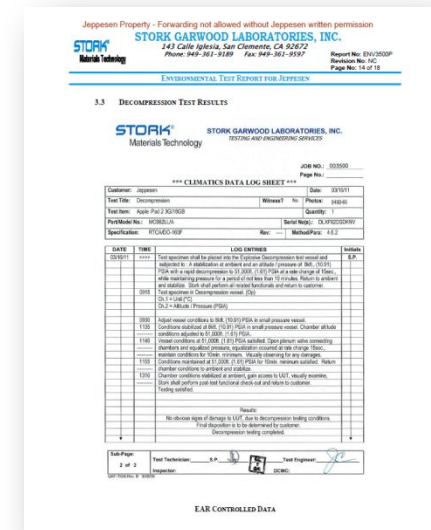 Jeppesen Property - Forwarding not allowed without Jeppesen written permission
STORK GARWOOD LABORATORIES, INC.
143 Calle Iglesia, San Clemente, CA 92672
Phone: 949-361-9189 Fax: 949-361-9597
STORK®
Materials Technology
Report No: ENV3500P
Revision No: NC
Page No: 14 of 18
ENVIRONMENTAL TEST REPORT FOR JEPPESEN
3.3 DECOMPRESSION TEST RESULTS
STORK®
Materials Technology
STORK GARWOOD LABORATORIES, INC.
TESTING AND ENGINEERING SERVICES
JOB NO.: 003500
Page No.:
*** CLIMATICS DATA LOG SHEET ***
Customer: Jeppesen Date: 03/10/11
Test Title: Decompression Witness? No Photos:
Test Item: Apple iPad 2 3G/16GB Quantity: 1
Part/Model No.: Serial No(s).:
Specification: RTCA/DO-160F Rev: --- Method/Para: 4.6.2
DATE TIME LOG ENTRIES Initials
03/10/11 Test specimen shall be placed into the Explosive Decompression test vessel and S.P.
subjected to : A stabilization at ambient and an altitude / pressure of 8Mft. (10.91)
PSIA with a rapid decompression to 51,000ft. (1.61) PSIA at a rate change of 15sec.,
while maintaining pressure for a period of not less than 10 minutes. Return to ambient
and stabilize. Stork shall perform all related functionals and return to customer.
Test specimen in Decompression vessel. (Op)
Ch.1 = Unit (°C)
Ch.2 = Altitude / Pressure (PSIA)
0930 Adjust vessel conditions to 8Mft. (10.91) PSIA in small pressure vessel.
1135 Conditions stabilized at 8Mft. (10.91) PSIA in small pressure vessel. Chamber altitude
conditions adjusted to 51,000ft. (1.61) PSIA.
1140 Vessel conditions at 51,000ft. (1.61) PSIA satisfied. Open plenum valve connecting
chambers and equalized pressure, equalization occurred at rate change 15sec.,
maintain conditions for 10min. minimum. Visually observing for any damages.
1155 Conditions maintained at 51,000ft. (1.61) PSIA for 10min. minimum satisfied. Return
chamber conditions to ambient and stabilize.
1310 Chamber conditions stabilized at ambient, gain access to UUT, visually examine,
Stork shall perform post-test functional check-out and return to customer.
Testing satisfied.
Results:
No obvious signs of damage to UUT, due to decompression testing conditions.
Final disposition is to be determined by customer.
Decompression testing completed.
Sub-Page:
2 of 2
Test Technician: S.P. Test Engineer:
Inspector: DCMC:
EAR CONTROLLED DATA